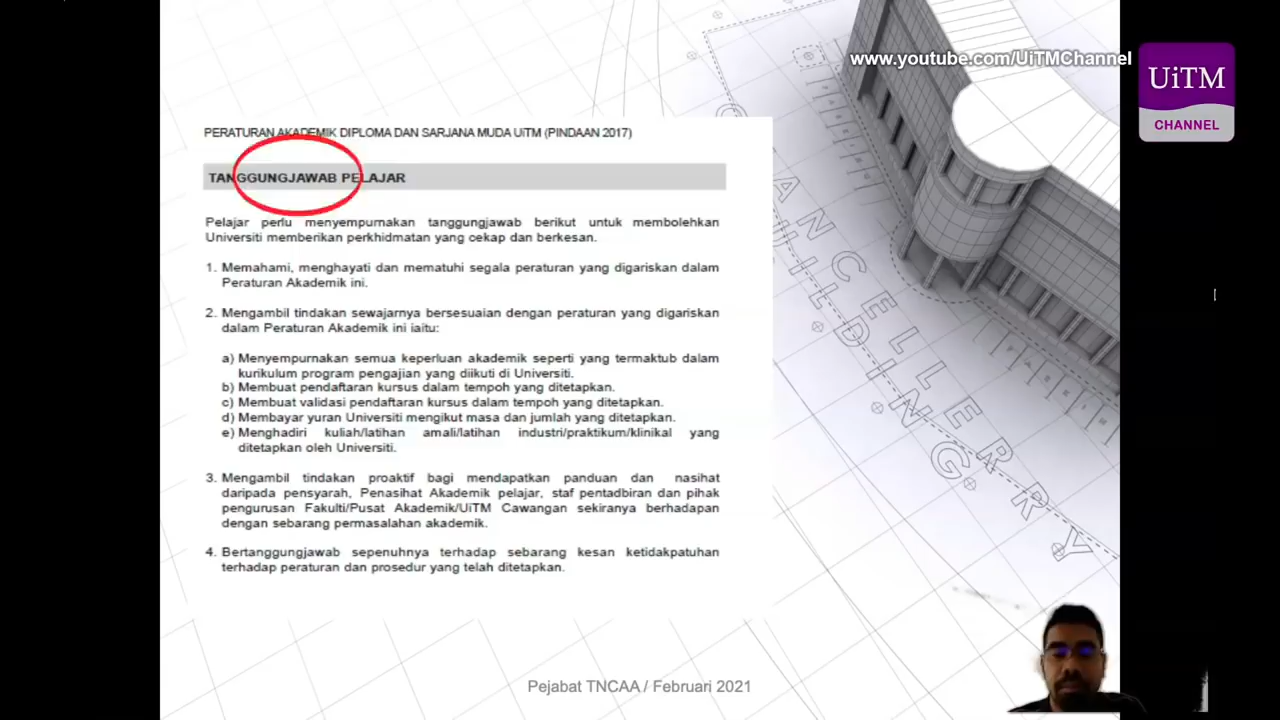 www.youtube.com/UiTMChannel
UiTM
CHANNEL
PERATURAN AKADEMIK DIPLOMA DAN SARJANA MUDA UiTM (PINDAAN 2017)
TANGGUNGJAWAB PELAJAR
Pelajar perlu menyempurnakan tanggungjawab berikut untuk membolehkan
Universiti memberikan perkhidmatan yang cekap dan berkesan.
1. Memahami, menghayati dan mematuhi segala peraturan yang digariskan dalam
Peraturan Akademik ini.
2. Mengambil tindakan sewajarnya bersesuaian dengan peraturan yang digariskan
dalam Peraturan Akademik ini iaitu:
a) Menyempurnakan semua keperluan akademik seperti yang termaktub dalam
kurikulum program pengajian yang diikuti di Universiti.
b) Membuat pendaftaran kursus dalam tempoh yang ditetapkan.
c) Membuat validasi pendaftaran kursus dalam tempoh yang ditetapkan.
d) Membayar yuran Universiti mengikut masa dan jumlah yang ditetapkan.
e) Menghadiri kuliah/latihan amali/latihan industri/praktikum/klinikal yang
ditetapkan oleh Universiti.
3. Mengambil tindakan proaktif bagi mendapatkan panduan dan nasihat
daripada pensyarah, Penasihat Akademik pelajar, staf pentadbiran dan pihak
pengurusan Fakulti/Pusat Akademik/UiTM Cawangan sekiranya berhadapan
dengan sebarang permasalahan akademik.
4. Bertanggungjawab sepenuhnya terhadap sebarang kesan ketidakpatuhan
terhadap peraturan dan prosedur yang telah ditetapkan.
Pejabat TNCAA / Februari 2021